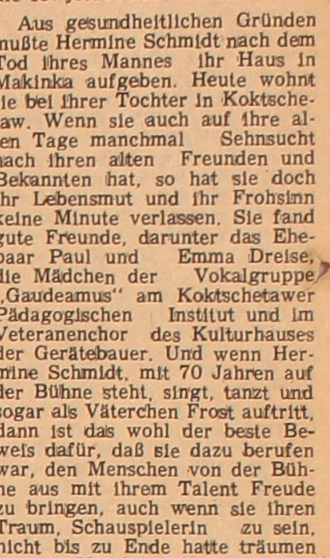 Aus gesundheitlichen Gründen
mußte Hermine Schmidt nach dem
Tod ihres Mannes ihr Haus in
Makinka aufgeben. Heute wohnt
sie bei ihrer Tochter in Koktsche-
taw. Wenn sie auch auf ihre al-
ten Tage manchmal Sehnsucht
nach ihren alten Freunden und
Bekannten hat, so hat sie doch
ihr Lebensmut und ihr Frohsinn
keine Minute verlassen. Sie fand
gute Freunde, darunter das Ehe-
paar Paul und Emma Dreise,
die Mädchen der Vokalgruppe
„Gaudeamus“ am Koktschetawer
Pädagogischen Institut und im
Veteranenchor des Kulturhauses
der Gerätebauer. Und wenn Her-
mine Schmidt, mit 70 Jahren auf
der Bühne steht, singt, tanzt und
sogar als Väterchen Frost auftritt,
dann ist das wohl der beste Be-
weis dafür, daß sie dazu berufen
war, den Menschen von der Büh-
ne aus mit ihrem Talent Freude
zu bringen, auch wenn sie ihren
Traum, Schauspielerin zu sein,
nicht bis zu Ende hatte träumen